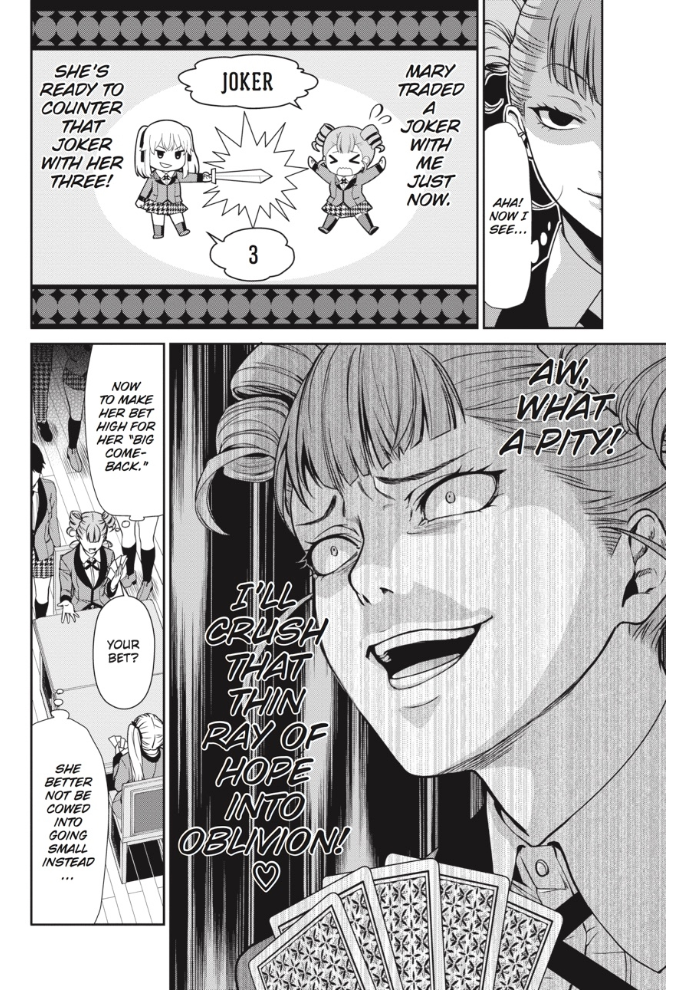 AHA!
NOW I
SEE...
MARY
TRADED
A
JOKER
WITH
ME
JUST
NOW.
JOKER
3
SHE'S
READY TO
COUNTER
THAT
JOKER
WITH HER
THREE!
AW,
WHAT
A PITY!
I'LL
CRUSH
THAT
THIN
RAY OF
HOPE
INTO
OBLIVION!
♡
NOW
TO MAKE
HER BET
HIGH FOR
HER "BIG
COME-
BACK."
YOUR
BET?
SHE
BETTER
NOT BE
COWED
INTO
GOING
SMALL
INSTEAD
...